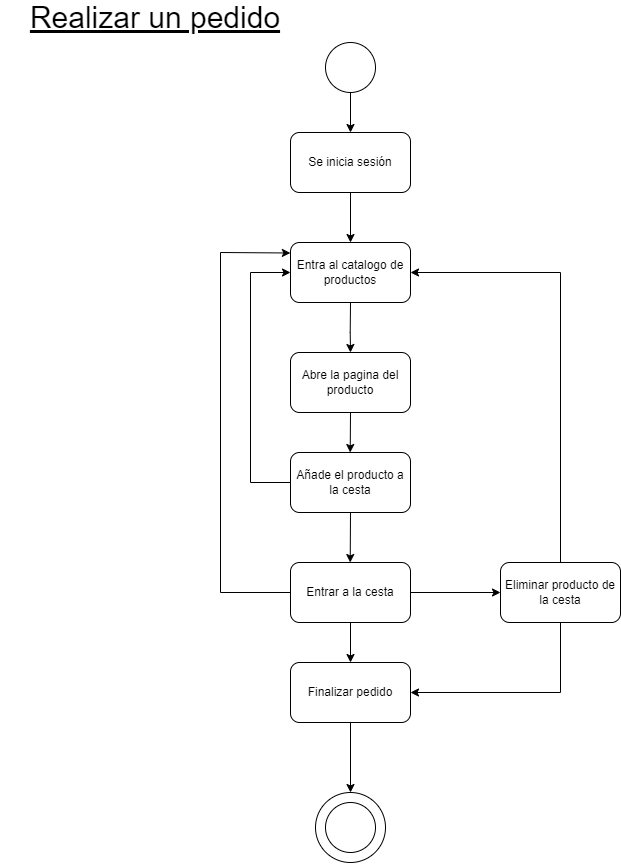 Realizar un pedido
Se inicia sesión
Entra al catalogo de
productos
Abre la pagina del
producto
Añade el producto a
la cesta
Entrar a la cesta
Eliminar producto de
la cesta
Finalizar pedido